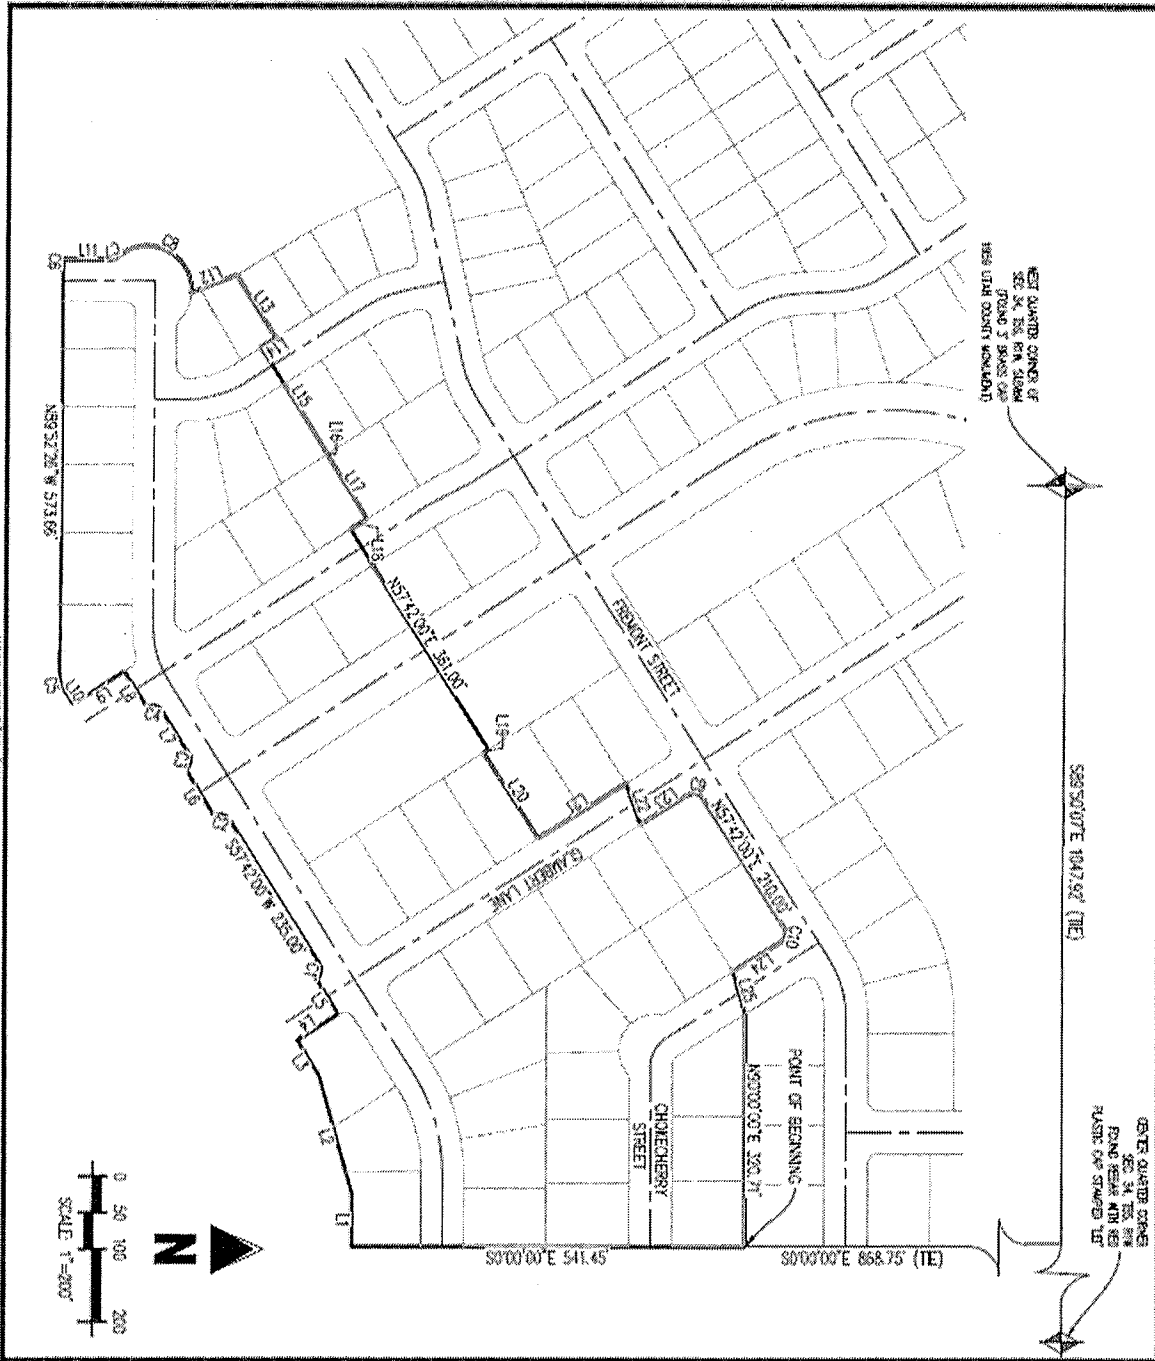 WEST QUARTER CORNER OF
SEC 34, T5S, R1W, SLB&M
(FOUND 3" BRASS CAP
1959 UTAH COUNTY MONUMENT)
S89°50'07"E 1047.92' (TIE)
CENTER QUARTER CORNER
SEC 34, T5S, R1W
FOUND REBAR WITH RED
PLASTIC CAP STAMPED "LEI"
S0°00'00"E 868.75' (TIE)
S0°00'00"E 541.45'
POINT OF BEGINNING
N90°00'00"E 320.71'
CHOKECHERRY
STREET
FREMONT STREET
GLAMBERT LANE
N57°42'00"E 210.00'
N57°42'00"E 361.00'
S57°42'00"W 235.00'
N89°52'26"W 573.66'
L1
L2
L3
L4
L5
C1
C2
L6
C3
L7
C4
L8
L9
L10
C5
C6
L11
C7
C8
L12
L13
L14
L15
L16
L17
L18
L19
L20
L21
L22
L23
C9
C10
L24
L25
N
0 50 100 200
SCALE 1"=200'